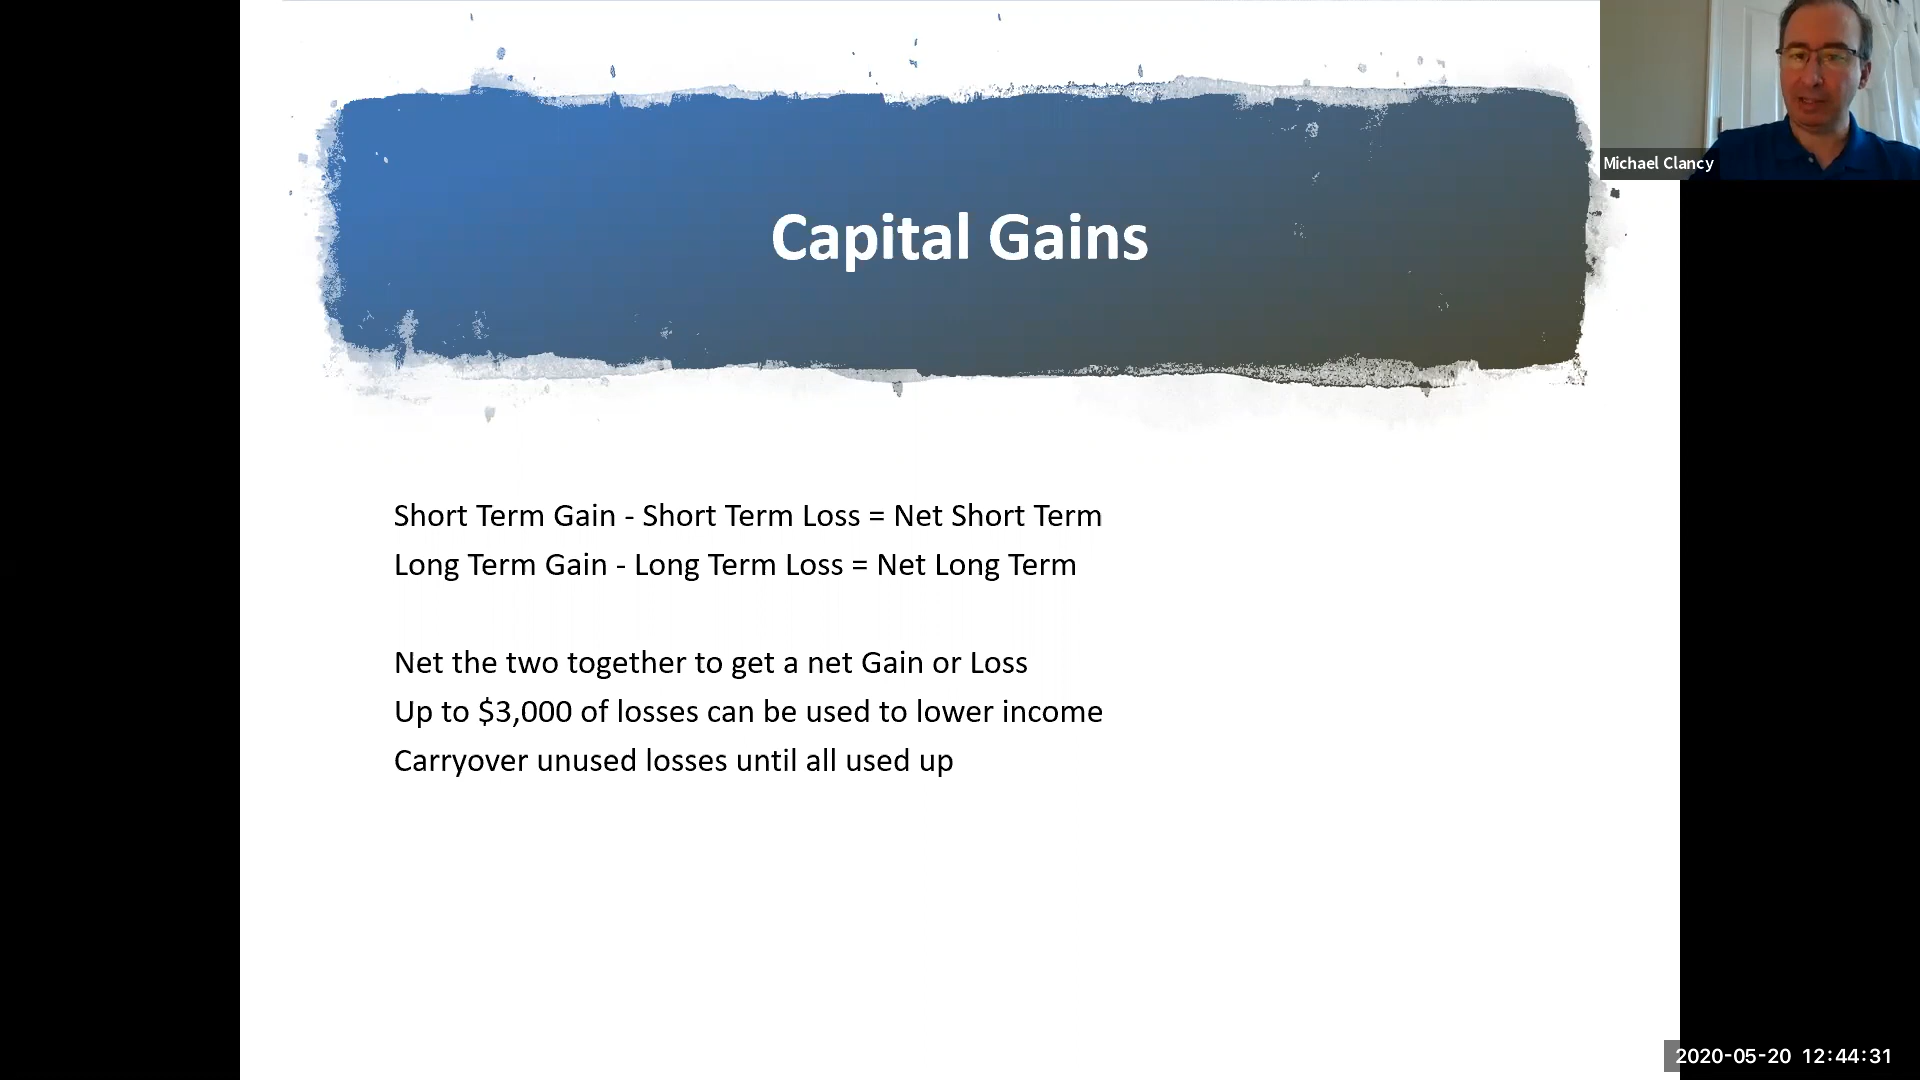 Michael Clancy
Capital Gains
Short Term Gain - Short Term Loss = Net Short Term
Long Term Gain - Long Term Loss = Net Long Term
Net the two together to get a net Gain or Loss
Up to $3,000 of losses can be used to lower income
Carryover unused losses until all used up
2020-05-20 12:44:31